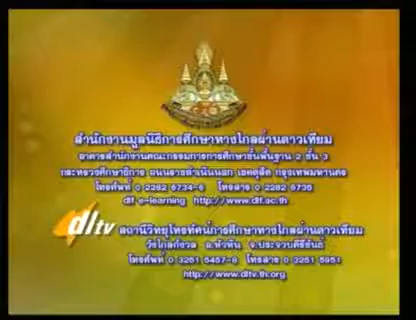 สำนักงานมูลนิธิการศึกษาทางไกลผ่านดาวเทียม
อาคารสำนักงานคณะกรรมการการศึกษาขั้นพื้นฐาน 2 ชั้น 3
กระทรวงศึกษาธิการ ถนนราชดำเนินนอก เขตดุสิต กรุงเทพมหานคร
โทรศัพท์ 0 2282 6734-6 โทรสาร 0 2282 6735
dlf e-learning http://www.dlf.ac.th
dltv สถานีวิทยุโทรทัศน์การศึกษาทางไกลผ่านดาวเทียม
วังไกลกังวล อ.หัวหิน จ.ประจวบคีรีขันธ์
โทรศัพท์ 0 3251 5457-8 โทรสาร 0 3251 5951
http://www.dltv.th.org